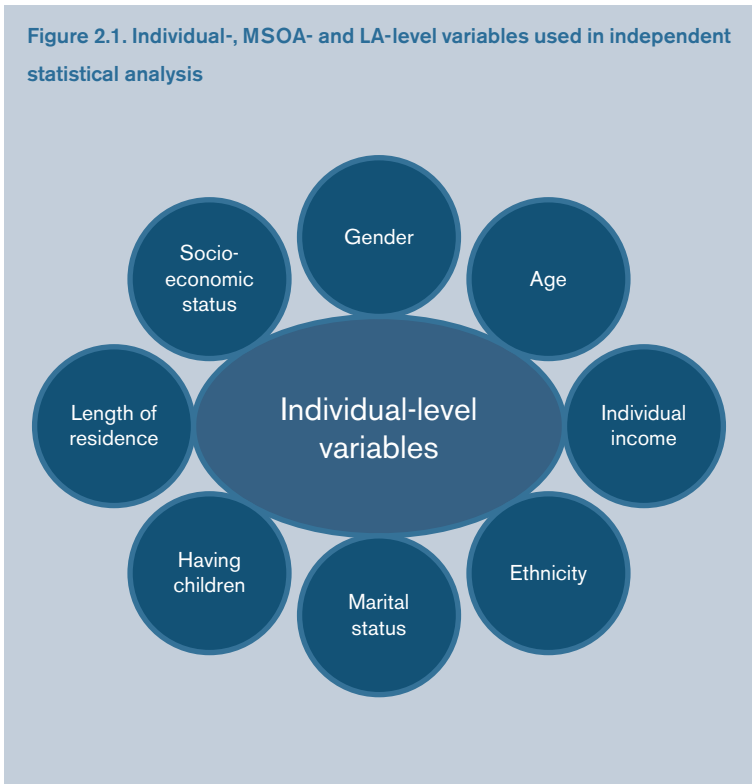 Figure 2.1. Individual-, MSOA- and LA-level variables used in independent
statistical analysis
Gender
Age
Individual
income
Ethnicity
Marital
status
Having
children
Length of
residence
Socio-
economic
status
Individual-level
variables